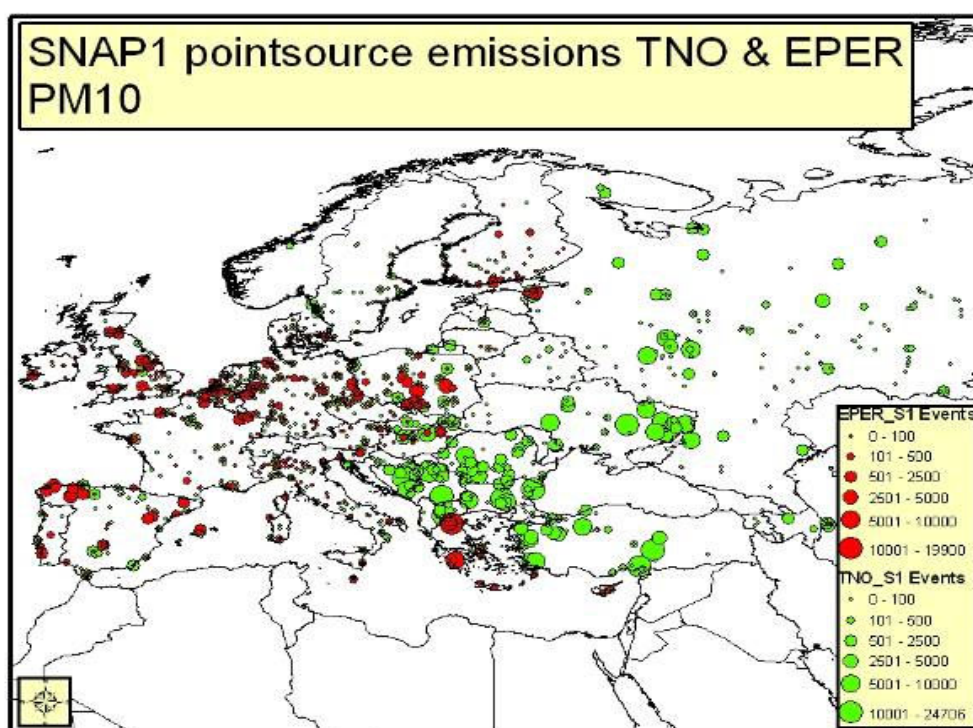 SNAP1 pointsource emissions TNO & EPER
PM10
EPER_S1 Events
0 - 100
101 - 500
501 - 2500
2501 - 5000
5001 - 10000
10001 - 19900
TNO_S1 Events
0 - 100
101 - 500
501 - 2500
2501 - 5000
5001 - 10000
10001 - 24706